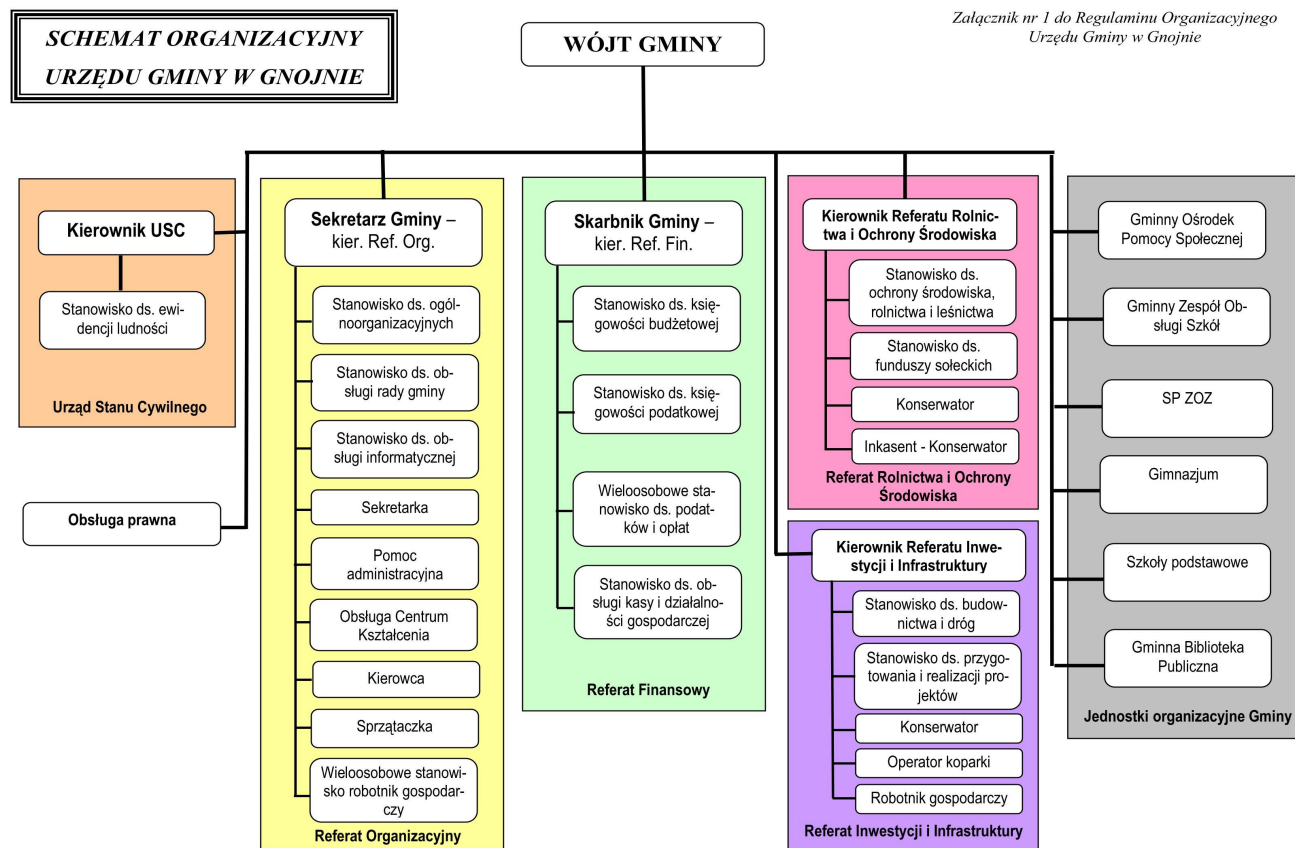 SCHEMAT ORGANIZACYJNY
URZĘDU GMINY W GNOJNIE
WÓJT GMINY
Załącznik nr 1 do Regulaminu Organizacyjnego
Urzędu Gminy w Gnojnie
Kierownik USC
Stanowisko ds. ewi-
dencji ludności
Urząd Stanu Cywilnego
Obsługa prawna
Sekretarz Gminy –
kier. Ref. Org.
Stanowisko ds. ogól-
noorganizacyjnych
Stanowisko ds. ob-
sługi rady gminy
Stanowisko ds. ob-
sługi informatycznej
Sekretarka
Pomoc
administracyjna
Obsługa Centrum
Kształcenia
Kierowca
Sprzątaczka
Wieloosobowe stanowi-
sko robotnik gospodar-
czy
Referat Organizacyjny
Skarbnik Gminy –
kier. Ref. Fin.
Stanowisko ds. księ-
gowości budżetowej
Stanowisko ds. księ-
gowości podatkowej
Wieloosobowe sta-
nowisko ds. podat-
ków i opłat
Stanowisko ds. ob-
sługi kasy i działalno-
ści gospodarczej
Referat Finansowy
Kierownik Referatu Rolnic-
twa i Ochrony Środowiska
Stanowisko ds.
ochrony środowiska,
rolnictwa i leśnictwa
Stanowisko ds.
funduszy sołeckich
Konserwator
Inkasent - Konserwator
Referat Rolnictwa i Ochrony
Środowiska
Kierownik Referatu Inwe-
stycji i Infrastruktury
Stanowisko ds. budow-
nictwa i dróg
Stanowisko ds. przygo-
towania i realizacji pro-
jektów
Konserwator
Operator koparki
Robotnik gospodarczy
Referat Inwestycji i Infrastruktury
Gminny Ośrodek
Pomocy Społecznej
Gminny Zespół Ob-
sługi Szkół
SP ZOZ
Gimnazjum
Szkoły podstawowe
Gminna Biblioteka
Publiczna
Jednostki organizacyjne Gminy